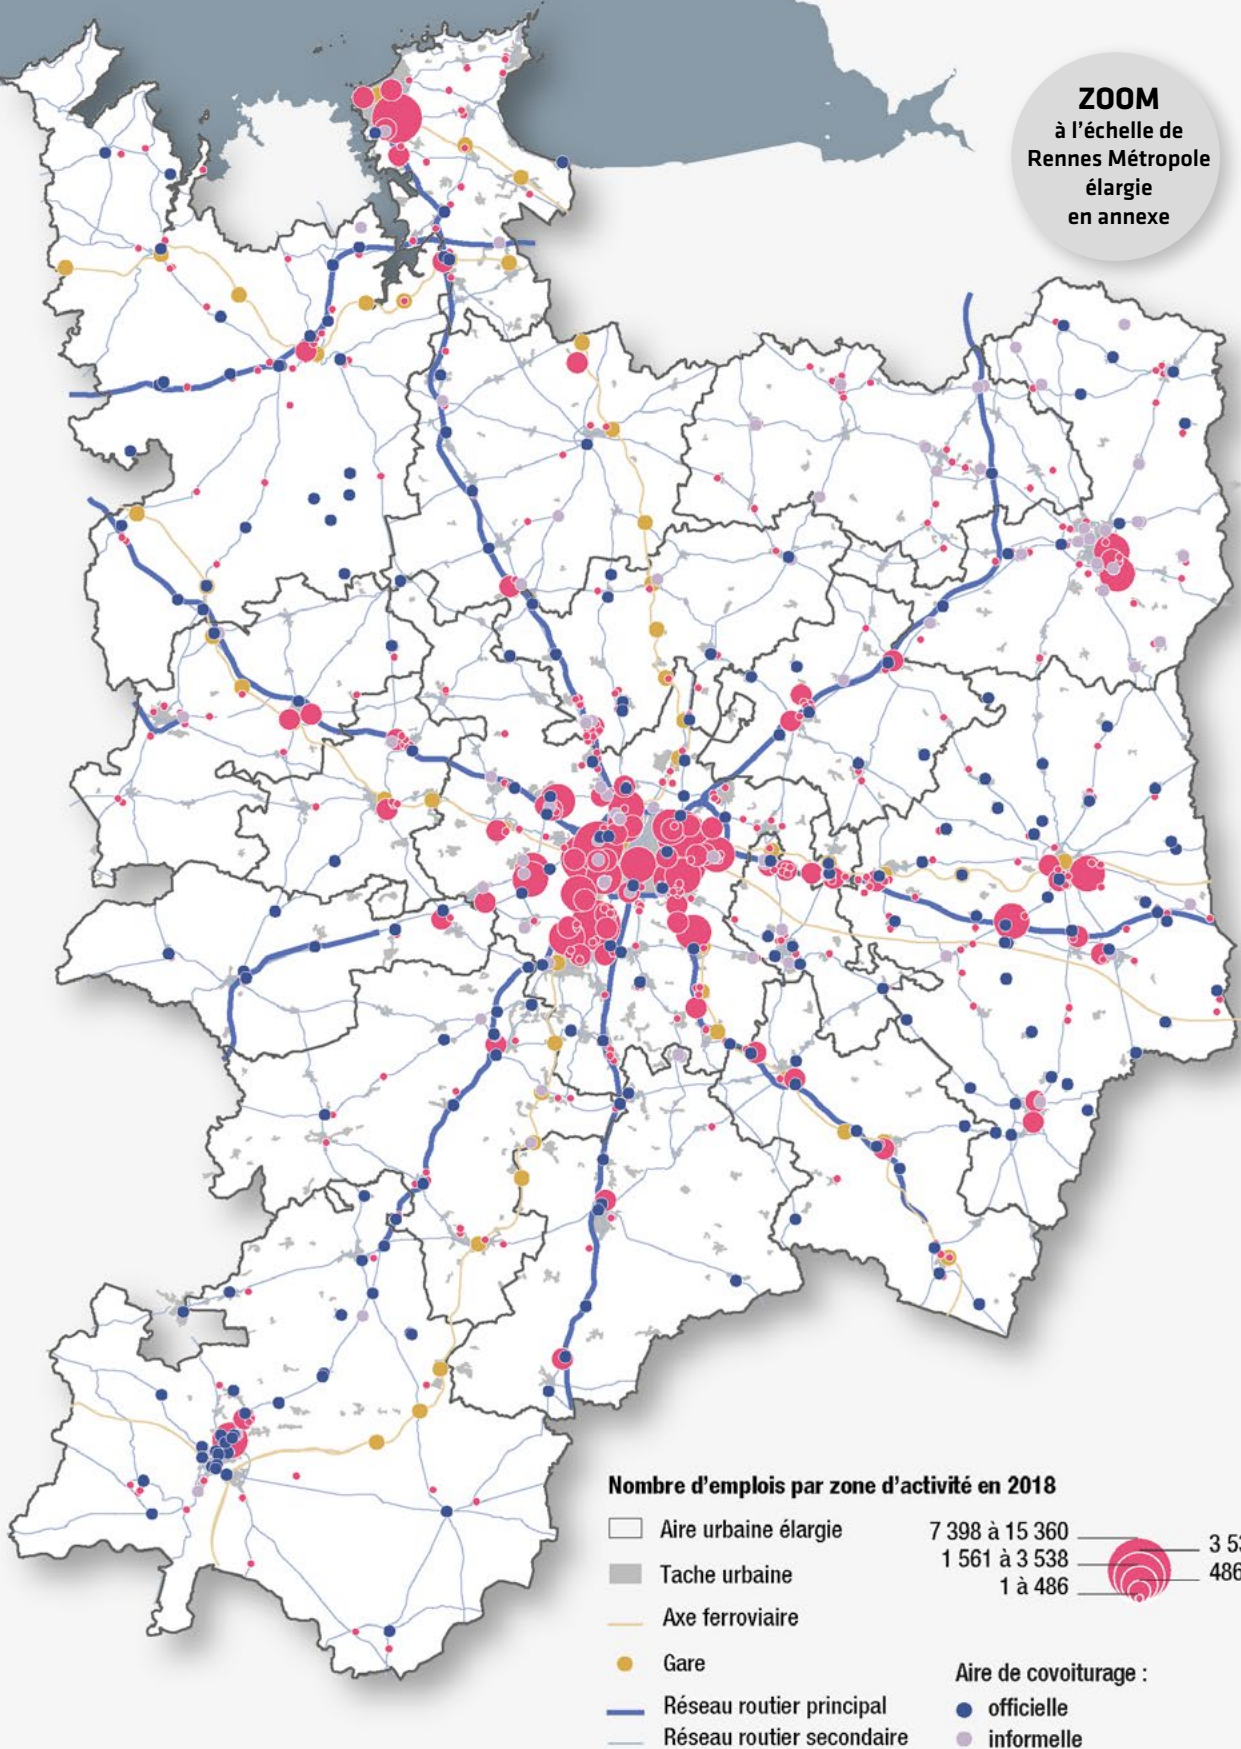 ZOOM
à l'échelle de
Rennes Métropole
élargie
en annexe
Nombre d'emplois par zone d'activité en 2018
Aire urbaine élargie
Tache urbaine
Axe ferroviaire
Gare
Réseau routier principal
Réseau routier secondaire
7 398 à 15 360
1 561 à 3 538
1 à 486
486
Aire de covoiturage :
officielle
informelle